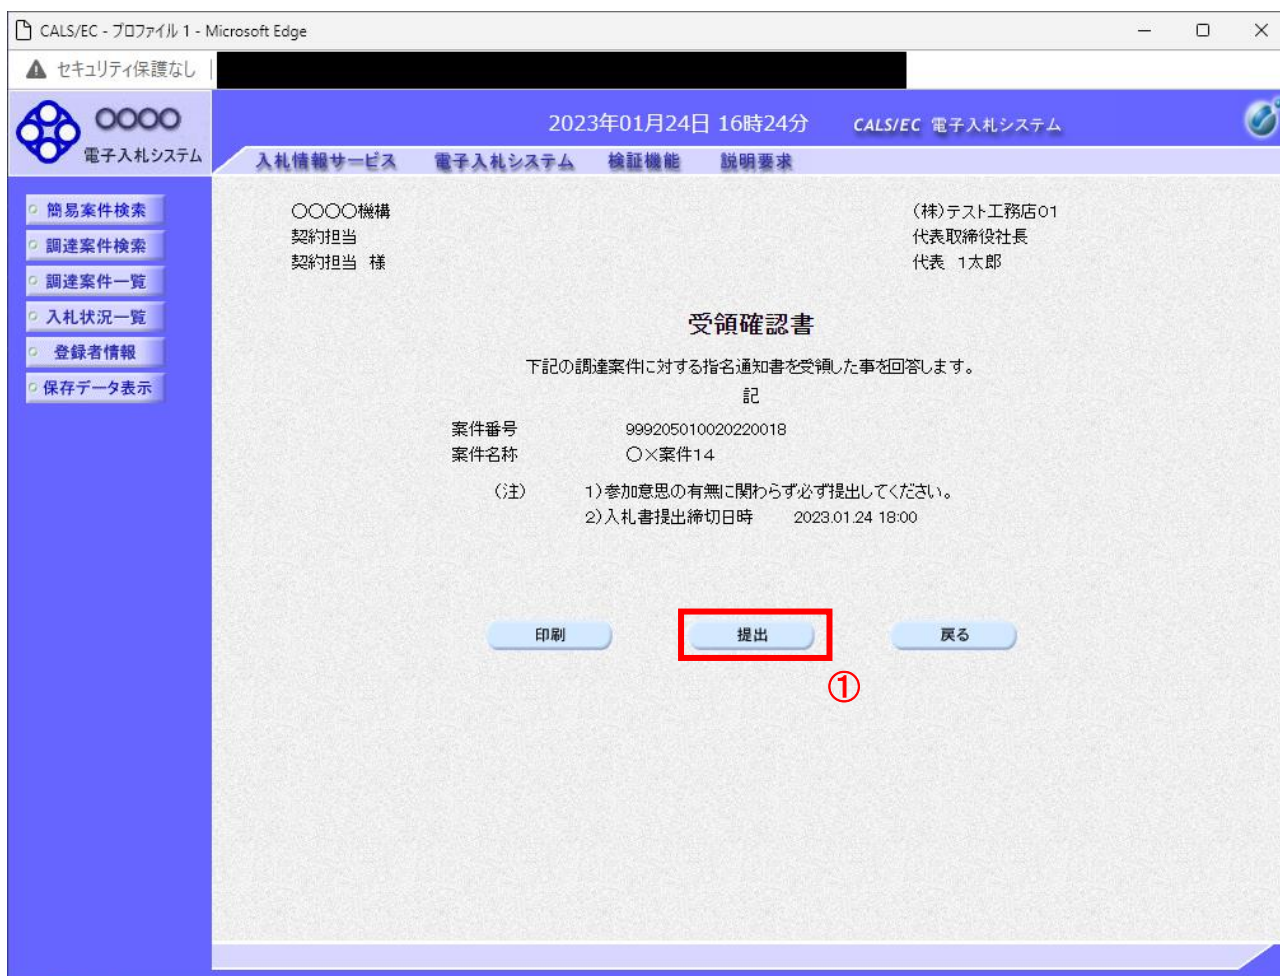 CALS/EC - プロファイル 1 - Microsoft Edge
セキュリティ保護なし
〇〇〇〇
電子入札システム
2023年01月24日 16時24分 CALS/EC 電子入札システム
入札情報サービス 電子入札システム 検証機能 説明要求
簡易案件検索
調達案件検索
調達案件一覧
入札状況一覧
登録者情報
保存データ表示
〇〇〇〇機構
契約担当
契約担当 様
(株)テスト工務店01
代表取締役社長
代表 1太郎
受領確認書
下記の調達案件に対する指名通知書を受領した事を回答します。
記
案件番号 999205010020220018
案件名称 〇×案件14
(注) 1)参加意思の有無に関わらず必ず提出してください。
2)入札書提出締切日時 2023.01.24 18:00
印刷 提出 戻る
①